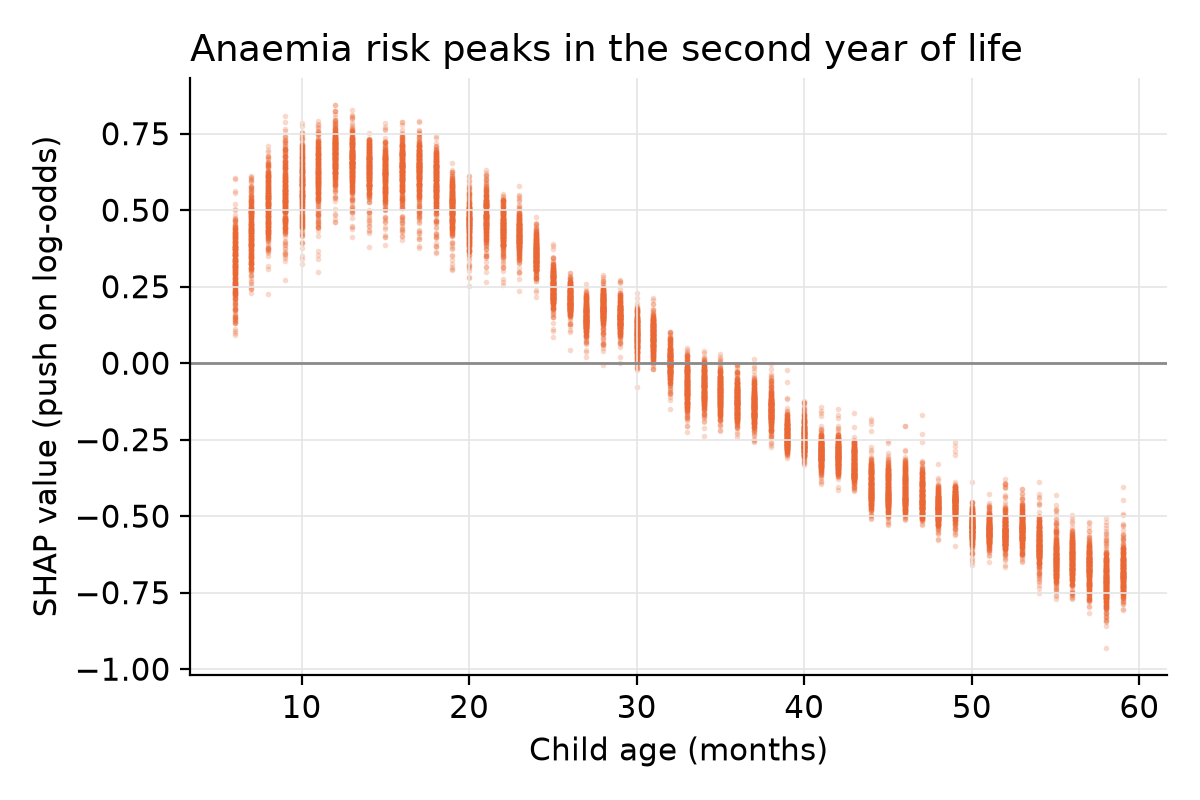 Anaemia risk peaks in the second year of life
SHAP value (push on log-odds)
0.75
0.50
0.25
0.00
−0.25
−0.50
−0.75
−1.00
10 20 30 40 50 60
Child age (months)